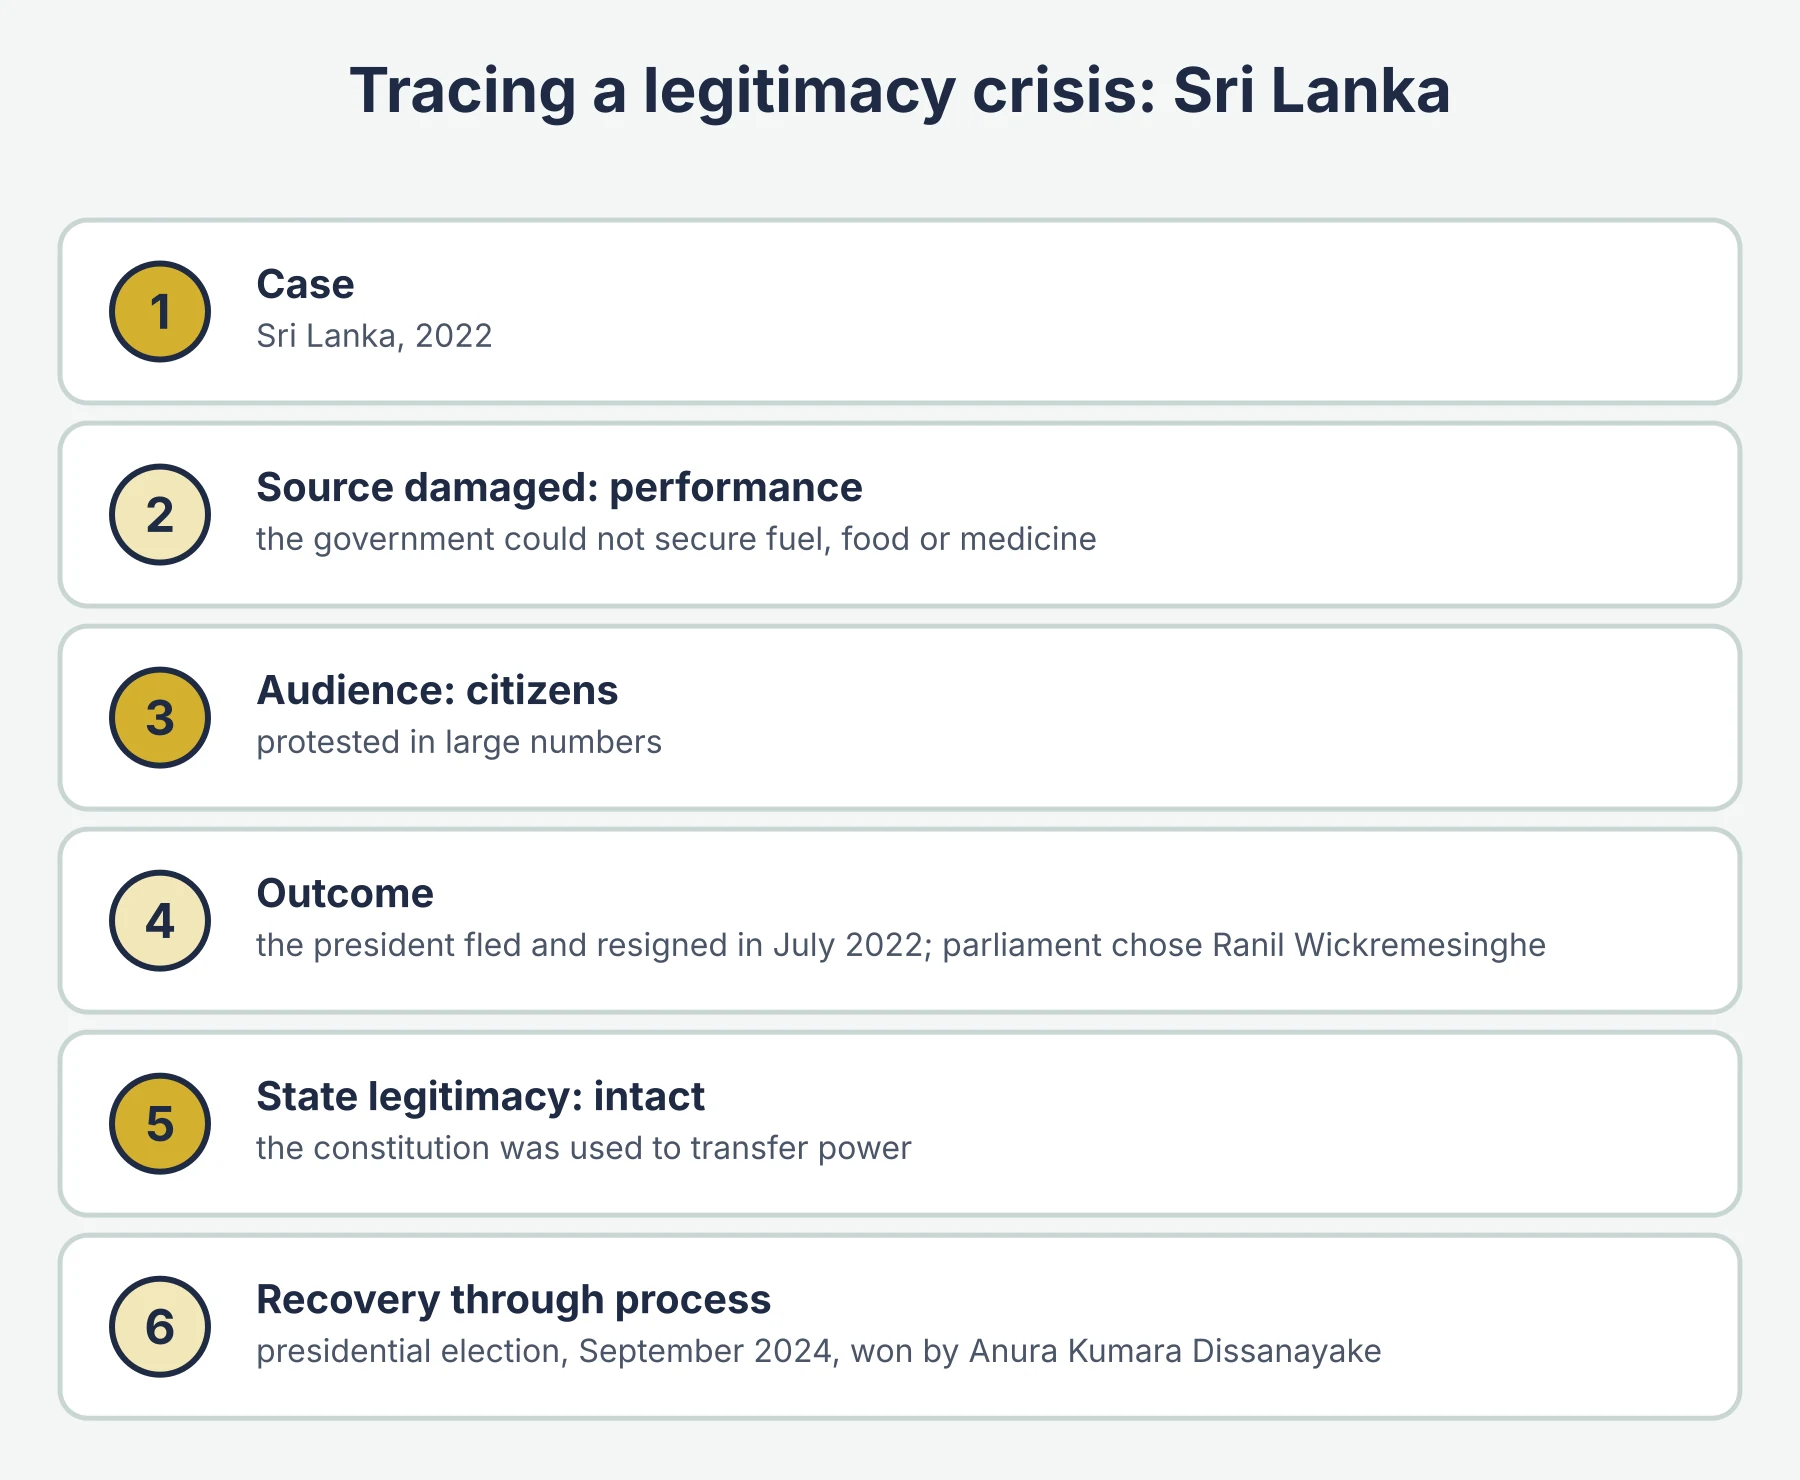 Tracing a legitimacy crisis: Sri Lanka
1
Case
Sri Lanka, 2022
2
Source damaged: performance
the government could not secure fuel, food or medicine
3
Audience: citizens
protested in large numbers
4
Outcome
the president fled and resigned in July 2022; parliament chose Ranil Wickremesinghe
5
State legitimacy: intact
the constitution was used to transfer power
6
Recovery through process
presidential election, September 2024, won by Anura Kumara Dissanayake